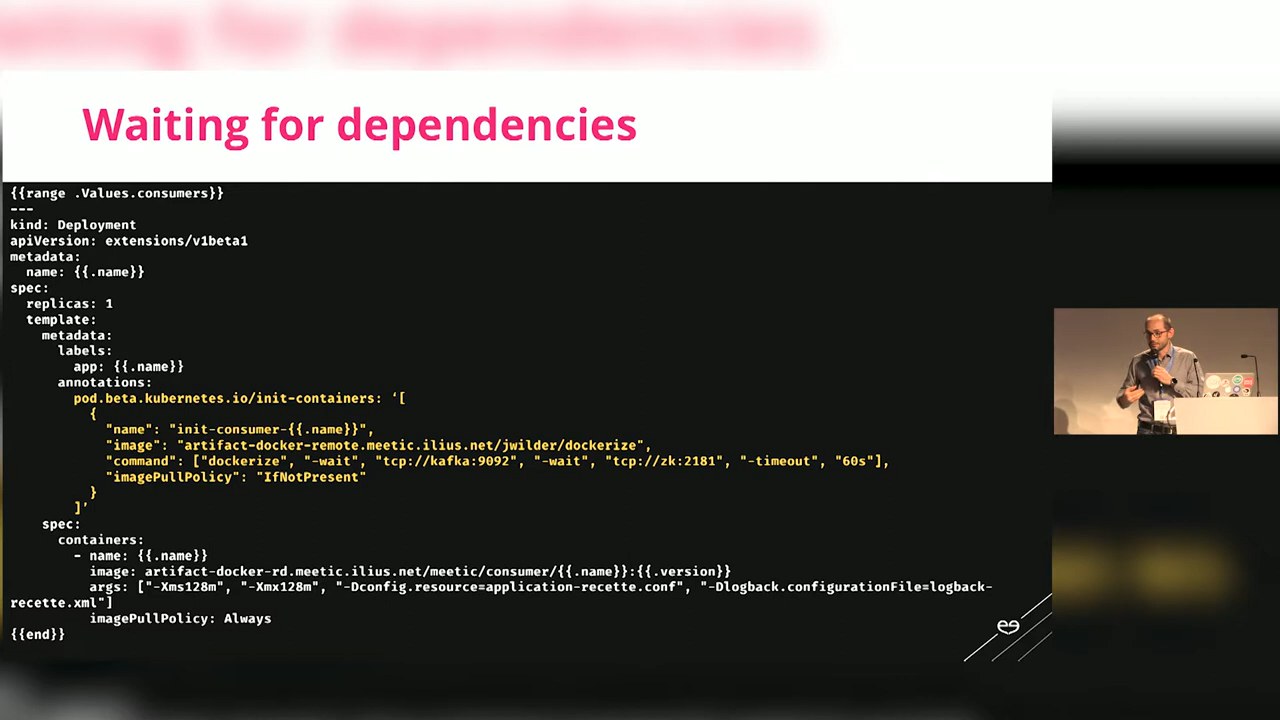 Waiting for dependencies
{{range .Values.consumers}}
---
kind: Deployment
apiVersion: extensions/v1beta1
metadata:
  name: {{.name}}
spec:
  replicas: 1
  template:
    metadata:
      labels:
        app: {{.name}}
      annotations:
        pod.beta.kubernetes.io/init-containers: ‘[
          {
            "name": "init-consumer-{{.name}}",
            "image": "artifact-docker-remote.meetic.ilius.net/jwilder/dockerize",
            "command": ["dockerize", "-wait", "tcp://kafka:9092", "-wait", "tcp://zk:2181", "-timeout", "60s"],
            "imagePullPolicy": "IfNotPresent"
          }
        ]’
    spec:
      containers:
        - name: {{.name}}
          image: artifact-docker-rd.meetic.ilius.net/meetic/consumer/{{.name}}:{{.version}}
          args: ["-Xms128m", "-Xmx128m", "-Dconfig.resource=application-recette.conf", "-Dlogback.configurationFile=logback-
recette.xml"]
          imagePullPolicy: Always
{{end}}